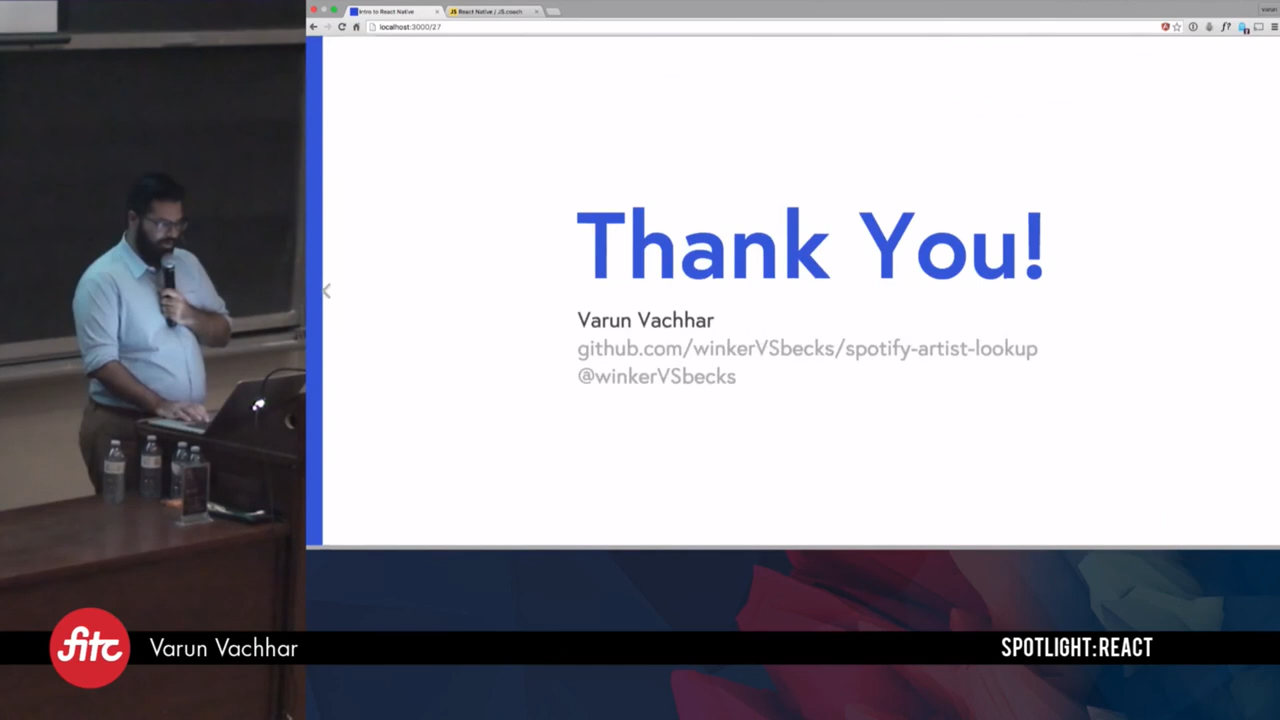 Intro to React Native
React Native / JS.coach
varun
localhost:3000/27
Thank You!
Varun Vachhar
github.com/winkerVSbecks/spotify-artist-lookup
@winkerVSbecks
fitc
Varun Vachhar
SPOTLIGHT:REACT